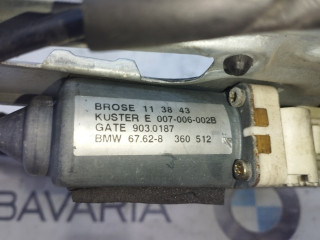 BROSE 11 38 43
KUSTER E 007-006-002B
GATE 903.0187
BMW 67.62-8 360 512
BAVARIA